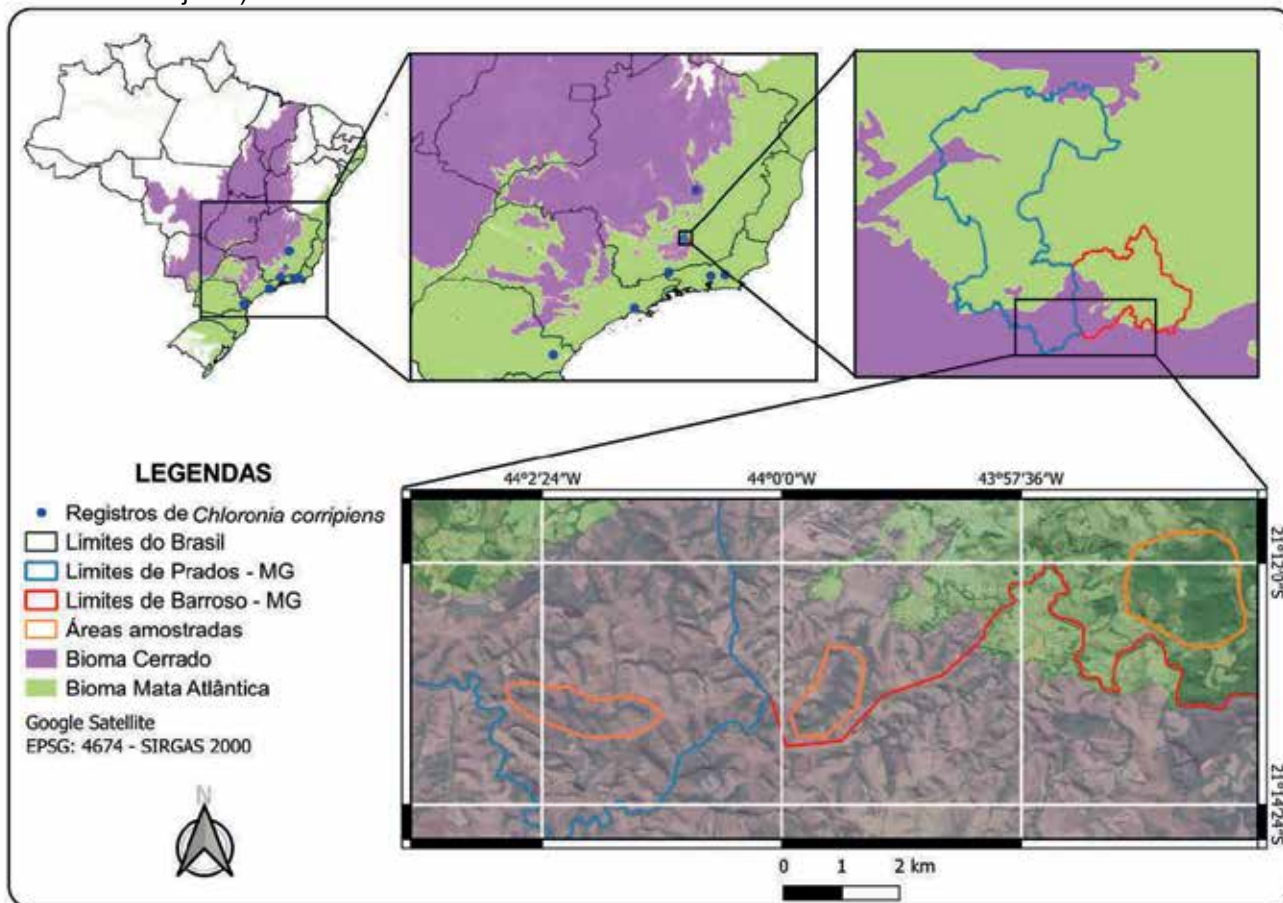 LEGENDAS
Registros de Chloronia corripiens
Limites do Brasil
Limites de Prados - MG
Limites de Barroso - MG
Áreas amostradas
Bioma Cerrado
Bioma Mata Atlântica
Google Satellite
EPSG: 4674 - SIRGAS 2000
N
44°2'24"W
44°0'0"W
43°57'36"W
21°12'0"S
21°14'24"S
0 1 2 km